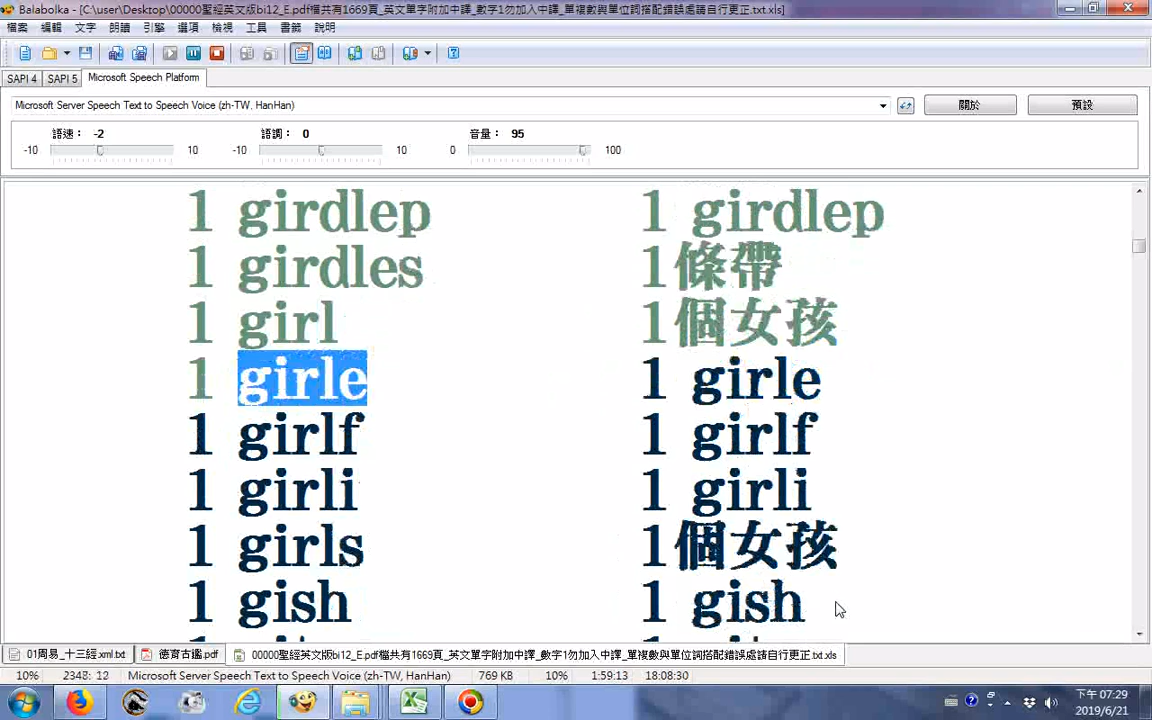 Balabolka - [C:\user\Desktop\00000聖經英文版bi12_E.pdf檔共有1669頁_英文單字附加中譯_數字1勿加入中譯_單複數與單位詞搭配錯誤處請自行更正.txt.xls]
檔案 編輯 文字 朗讀 引擎 選項 檢視 工具 書籤 說明
SAPI 4 SAPI 5 Microsoft Speech Platform
Microsoft Server Speech Text to Speech Voice (zh-TW, HanHan) 關於 預設
語速： -2 語調： 0 音量： 95
-10 10 -10 10 0 100
1 girdlep 1 girdlep
1 girdles 1條帶
1 girl 1個女孩
1 girle 1 girle
1 girlf 1 girlf
1 girli 1 girli
1 girls 1個女孩
1 gish 1 gish
01周易_十三經.xml.txt 德育古鑑.pdf 00000聖經英文版bi12_E.pdf檔共有1669頁_英文單字附加中譯_數字1勿加入中譯_單複數與單位詞搭配錯誤處請自行更正.txt.xls
10% 2348: 12 Microsoft Server Speech Text to Speech Voice (zh-TW, HanHan) 769 KB 10% 1:59:13 18:08:30
下午 07:29
2019/6/21